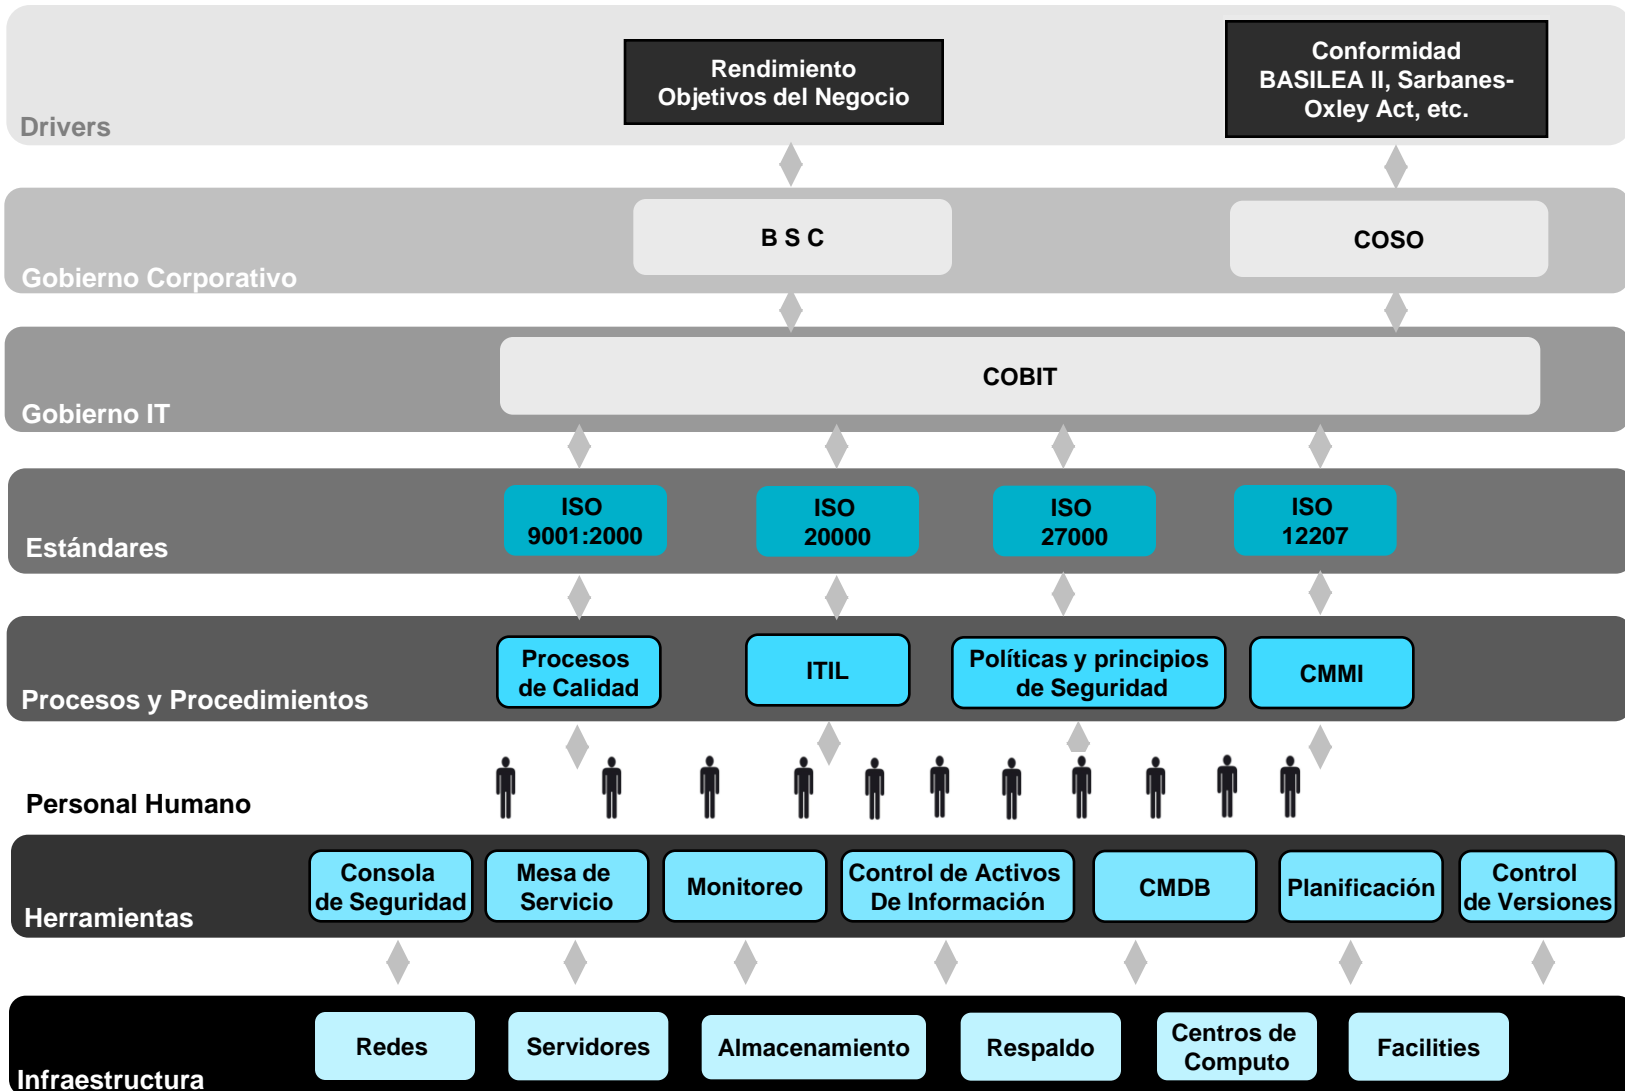 Rendimiento
Objetivos del Negocio
Conformidad
BASILEA II, Sarbanes-
Oxley Act, etc.
Drivers
B S C
COSO
Gobierno Corporativo
COBIT
Gobierno IT
ISO
9001:2000
ISO
20000
ISO
27000
ISO
12207
Estándares
Procesos
de Calidad
ITIL
Políticas y principios
de Seguridad
CMMI
Procesos y Procedimientos
Personal Humano
Consola
de Seguridad
Mesa de
Servicio
Monitoreo
Control de Activos
De Información
CMDB
Planificación
Control
de Versiones
Herramientas
Redes
Servidores
Almacenamiento
Respaldo
Centros de
Computo
Facilities
Infraestructura